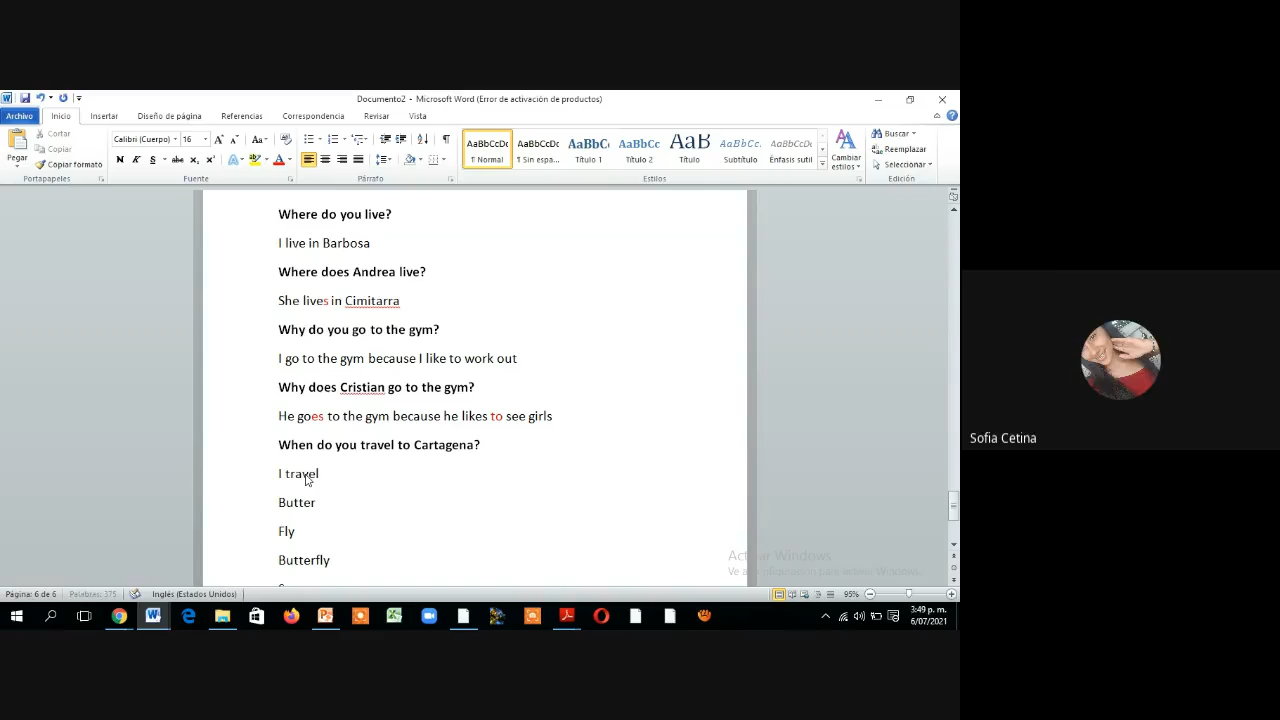 Documento2 - Microsoft Word (Error de activación de productos)
Archivo Inicio Insertar Diseño de página Referencias Correspondencia Revisar Vista
Pegar
Cortar
Copiar
Copiar formato
Portapapeles
Calibri (Cuerpo) 16
Fuente
Párrafo
AaBbCcDc AaBbCcDc AaBbC AaBbCc AaB AaBbCc. AaBbCcDc
¶ Normal ¶ Sin espa... Título 1 Título 2 Título Subtítulo Énfasis sutil
Estilos
Cambiar estilos
Buscar
Reemplazar
Seleccionar
Edición
Where do you live?
I live in Barbosa
Where does Andrea live?
She lives in Cimitarra
Why do you go to the gym?
I go to the gym because I like to work out
Why does Cristian go to the gym?
He goes to the gym because he likes to see girls
When do you travel to Cartagena?
I travel
Butter
Fly
Butterfly
Activar Windows
Página: 6 de 6 Palabras: 375 Inglés (Estados Unidos) 95%
3:49 p. m.
6/07/2021
Sofia Cetina